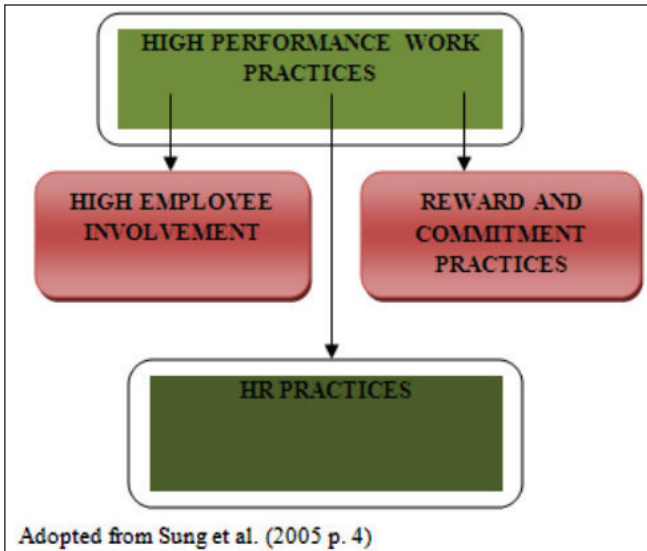 HIGH PERFORMANCE WORK
PRACTICES
HIGH EMPLOYEE
INVOLVEMENT
REWARD AND
COMMITMENT
PRACTICES
HR PRACTICES
Adopted from Sung et al. (2005 p. 4)